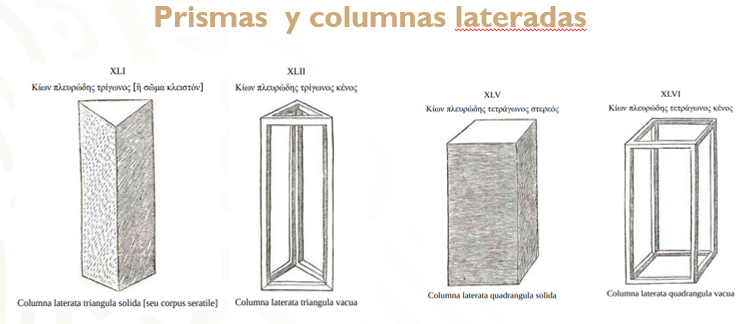 Prismas y columnas lateradas
XLI
Κίων πλευρώδης τρίγωνος [ἢ σῶμα κλειστόν]
Columna laterata triangula solida [seu corpus seratile]
XLII
Κίων πλευρώδης τρίγωνος κένος
Columna laterata triangula vacua
XLV
Κίων πλευρώδης τετράγωνος στερεός
Columna laterata quadrangula solida
XLVI
Κίων πλευρώδης τετράγωνος κένος
Columna laterata quadrangula vacua